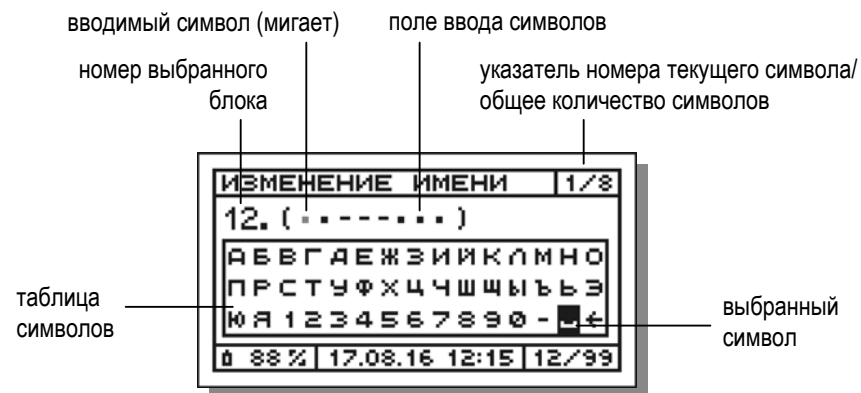 вводимый символ (мигает)
поле ввода символов
номер выбранного
блока
указатель номера текущего символа/
общее количество символов
ИЗМЕНЕНИЕ ИМЕНИ 1/8
12. (▪▪----▪▪▪)
АБВГДЕЖЗИЙКЛМНО
ПРСТУФХЦЧШЩЫЪЬЭ
ЮЯ1234567890-␣←
таблица
символов
выбранный
символ
88% 17.08.16 12:15 12/99